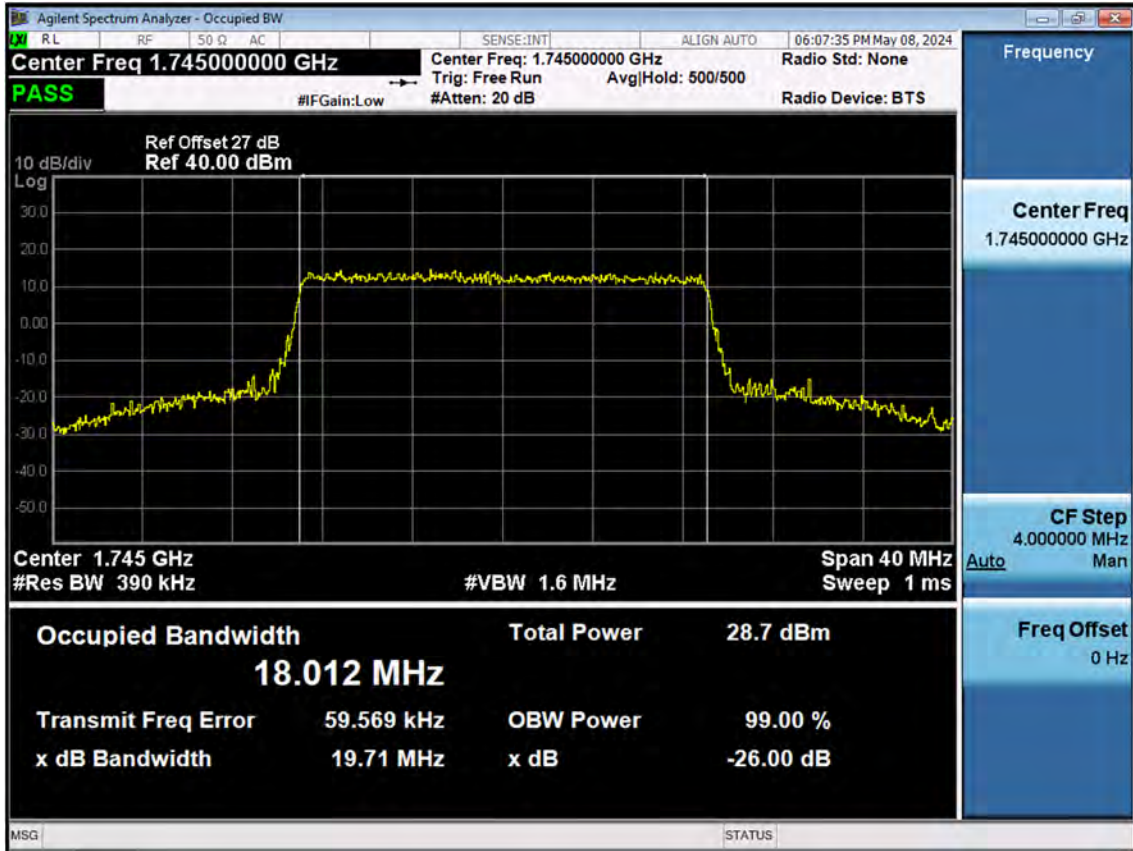 Agilent Spectrum Analyzer - Occupied BW
LXI RL RF 50 Ω AC SENSE:INT ALIGN AUTO 06:07:35 PM May 08, 2024
Center Freq 1.745000000 GHz Center Freq: 1.745000000 GHz Radio Std: None
Trig: Free Run Avg|Hold: 500/500
PASS #IFGain:Low #Atten: 20 dB Radio Device: BTS
Ref Offset 27 dB
10 dB/div Ref 40.00 dBm
Log
30.0
20.0
10.0
0.00
-10.0
-20.0
-30.0
-40.0
-50.0
Center 1.745 GHz Span 40 MHz
#Res BW 390 kHz #VBW 1.6 MHz Sweep 1 ms
Occupied Bandwidth Total Power 28.7 dBm
18.012 MHz
Transmit Freq Error 59.569 kHz OBW Power 99.00 %
x dB Bandwidth 19.71 MHz x dB -26.00 dB
MSG STATUS
Frequency
Center Freq
1.745000000 GHz
CF Step
4.000000 MHz
Auto Man
Freq Offset
0 Hz